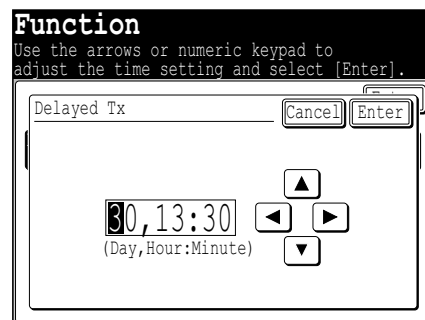 Function
Use the arrows or numeric keypad to
adjust the time setting and select [Enter].
Delayed Tx
Cancel
Enter
30,13:30
(Day,Hour:Minute)